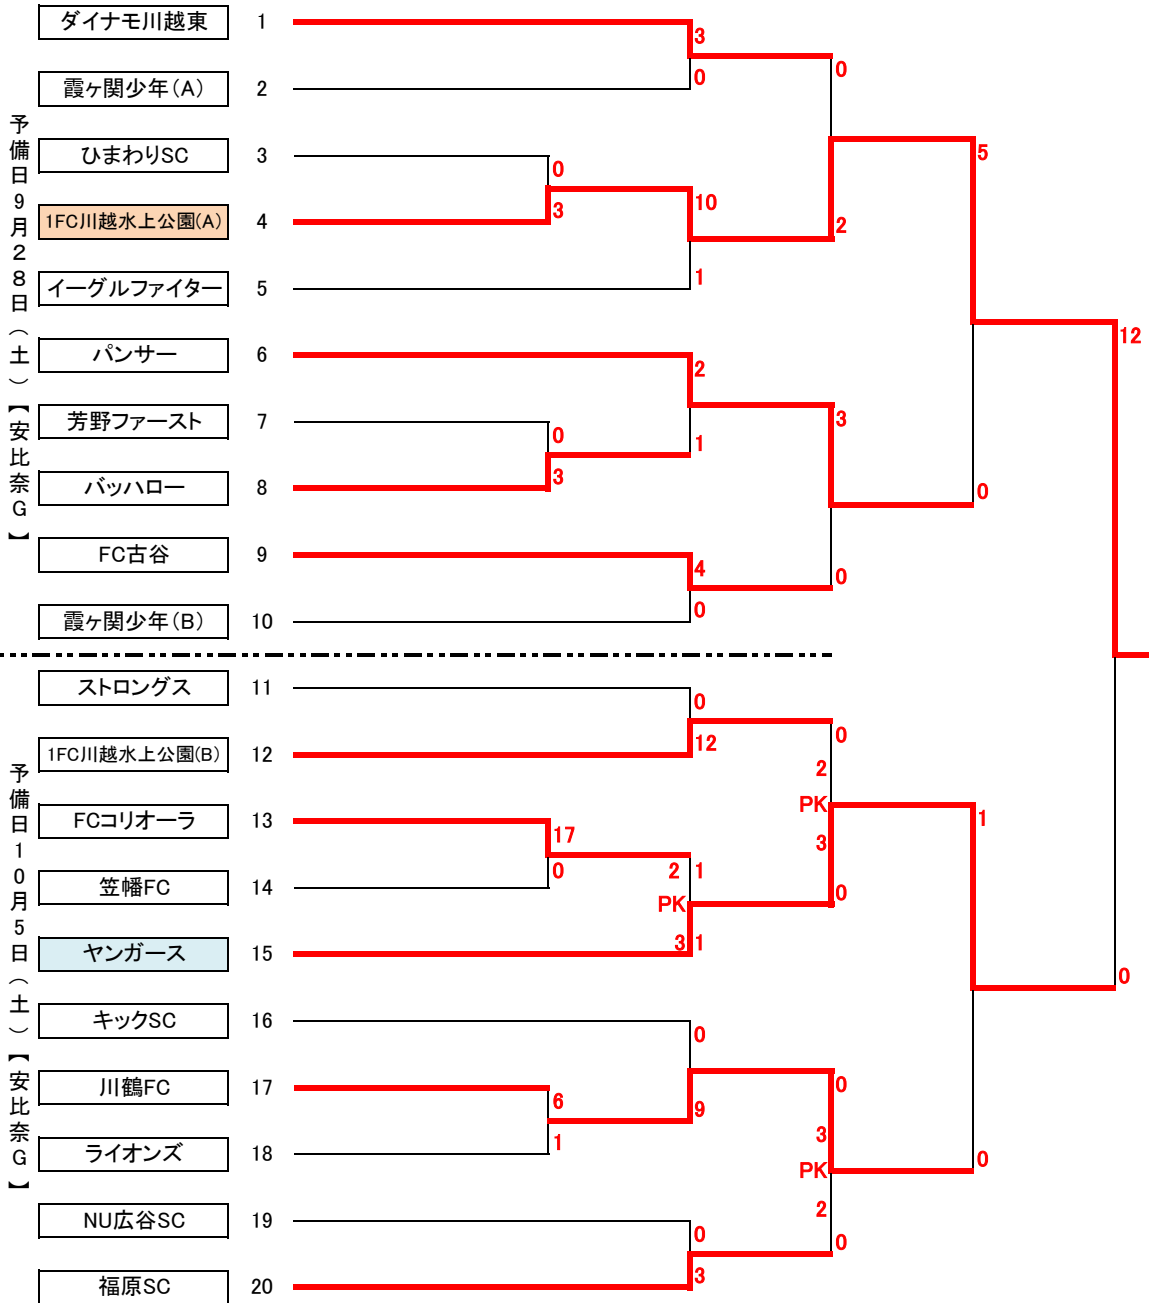 ダイナモ川越東 1
3
0
0
霞ヶ関少年(A) 2
ひまわりSC 3
0
5
1FC川越水上公園(A) 4
3
10
2
イーグルファイター 5
1
12
パンサー 6
2
芳野ファースト 7
0
1
3
バッハロー 8
3
0
FC古谷 9
4
0
霞ヶ関少年(B) 10
0
予備日9月28日(土)【安比奈G】
ストロングス 11
0
0
1FC川越水上公園(B) 12
12
2
PK
3
0
1
FCコリオーラ 13
17
笠幡FC 14
0
2 1
PK
ヤンガース 15
3 1
0
キックSC 16
0
川鶴FC 17
6
9
0
ライオンズ 18
1
3
PK
2
0
0
NU広谷SC 19
0
福原SC 20
3
予備日10月5日(土)【安比奈G】